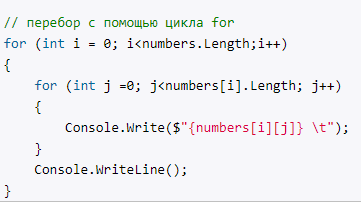 // перебор с помощью цикла for
for (int i = 0; i<numbers.Length;i++)
{
    for (int j =0; j<numbers[i].Length; j++)
    {
        Console.Write($"{numbers[i][j]} \t");
    }
    Console.WriteLine();
}